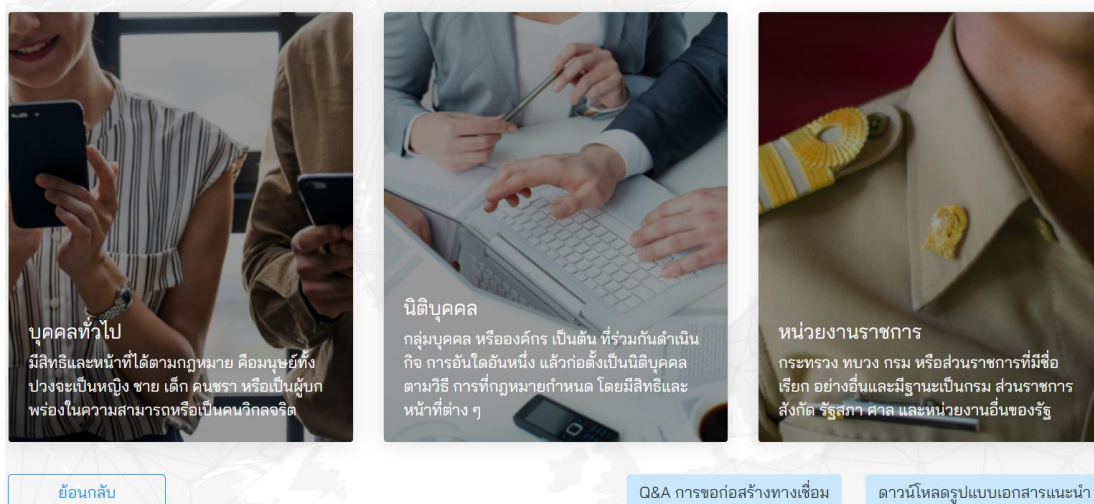 บุคคลทั่วไป
มีสิทธิและหน้าที่ได้ตามกฎหมาย คือมนุษย์ทั้ง
ปวงจะเป็นหญิง ชาย เด็ก คนชรา หรือเป็นผู้บก
พร่องในความสามารถหรือเป็นคนวิกลจริต
นิติบุคคล
กลุ่มบุคคล หรือองค์กร เป็นต้น ที่ร่วมกันดำเนิน
กิจ การอันใดอันหนึ่ง แล้วก่อตั้งเป็นนิติบุคคล
ตามวิธี การที่กฎหมายกำหนด โดยมีสิทธิและ
หน้าที่ต่าง ๆ
หน่วยงานราชการ
กระทรวง ทบวง กรม หรือส่วนราชการที่มีชื่อ
เรียก อย่างอื่นและมีฐานะเป็นกรม ส่วนราชการ
สังกัด รัฐสภา ศาล และหน่วยงานอื่นของรัฐ
ย้อนกลับ
Q&A การขอก่อสร้างทางเชื่อม
ดาวน์โหลดรูปแบบเอกสารแนะนำ